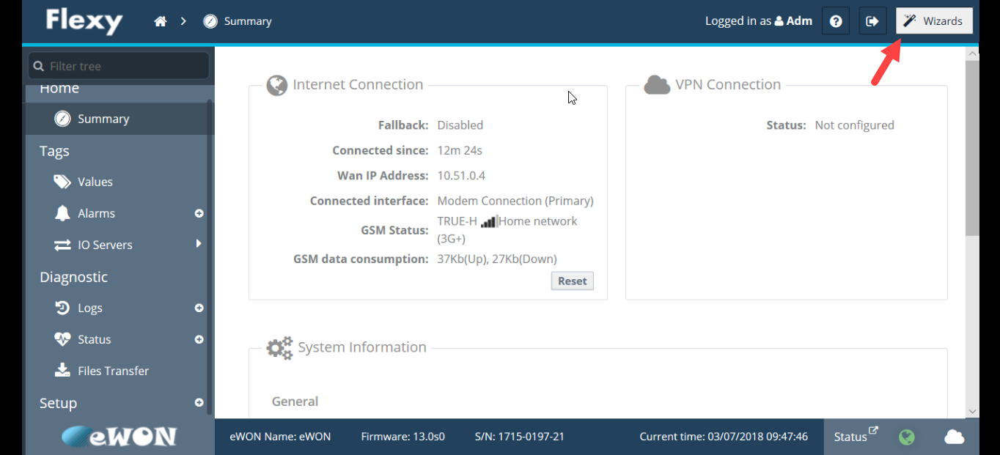 Flexy
Summary
Logged in as Adm
Wizards
Filter tree
Home
Summary
Tags
Values
Alarms
IO Servers
Diagnostic
Logs
Status
Files Transfer
Setup
eWON
Internet Connection
Fallback: Disabled
Connected since: 12m 24s
Wan IP Address: 10.51.0.4
Connected interface: Modem Connection (Primary)
GSM Status: TRUE-H Home network
(3G+)
GSM data consumption: 37Kb(Up), 27Kb(Down)
Reset
VPN Connection
Status: Not configured
System Information
General
eWON Name: eWON Firmware: 13.0s0 S/N: 1715-0197-21 Current time: 03/07/2018 09:47:46 Status